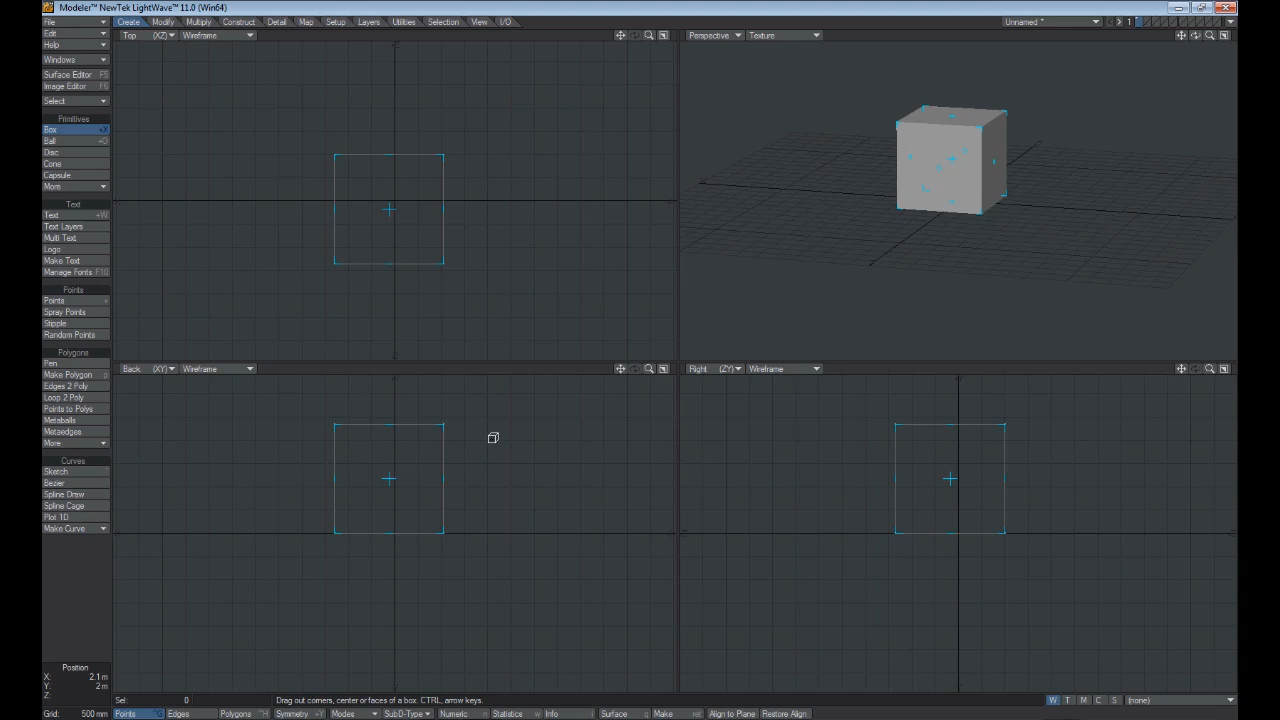 Modeler™ NewTek LightWave™ 11.0 (Win64)
File Create Modify Multiply Construct Detail Map Setup Layers Utilities Selection View I/O Unnamed * 1
Edit
Help
Windows
Surface Editor F5
Image Editor F6
Select
Primitives
Box +X
Ball +O
Disc
Cone
Capsule
More
Text
Text +W
Text Layers
Multi Text
Logo
Make Text
Manage Fonts F10
Points
Points +
Spray Points
Stipple
Random Points
Polygons
Pen
Make Polygon p
Edges 2 Poly
Loop 2 Poly
Points to Polys
Metaballs
Metaedges
More
Curves
Sketch
Bezier
Spline Draw
Spline Cage
Plot 1D
Make Curve
Top (XZ) Wireframe
Perspective Texture
Back (XY) Wireframe
Right (ZY) Wireframe
Position
X: 2.1 m
Y: 2 m
Z:
Sel: 0 Drag out corners, center or faces of a box. CTRL, arrow keys. W T M C S (none)
Grid: 500 mm Points ^G Edges Polygons ^H Symmetry +Y Modes SubD-Type Numeric n Statistics w Info i Surface q Make ret Align to Plane Restore Align